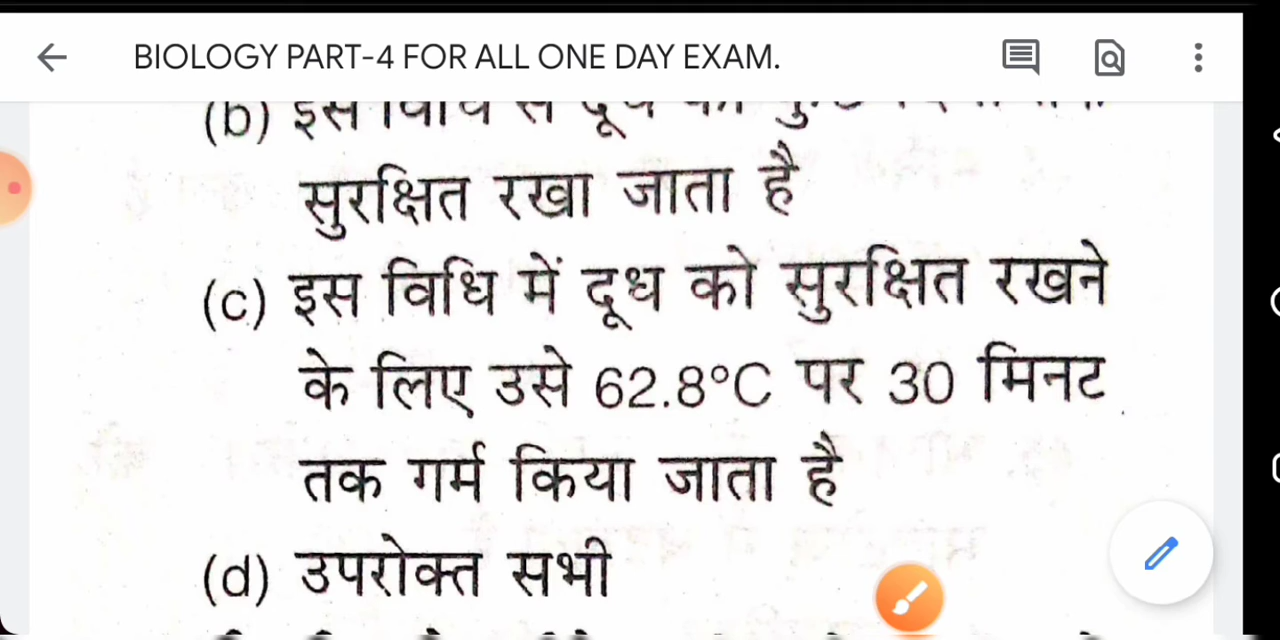 BIOLOGY PART-4 FOR ALL ONE DAY EXAM.
(b) इस विधि से दूध को कुछ
सुरक्षित रखा जाता है
(c) इस विधि में दूध को सुरक्षित रखने
के लिए उसे 62.8°C पर 30 मिनट
तक गर्म किया जाता है
(d) उपरोक्त सभी